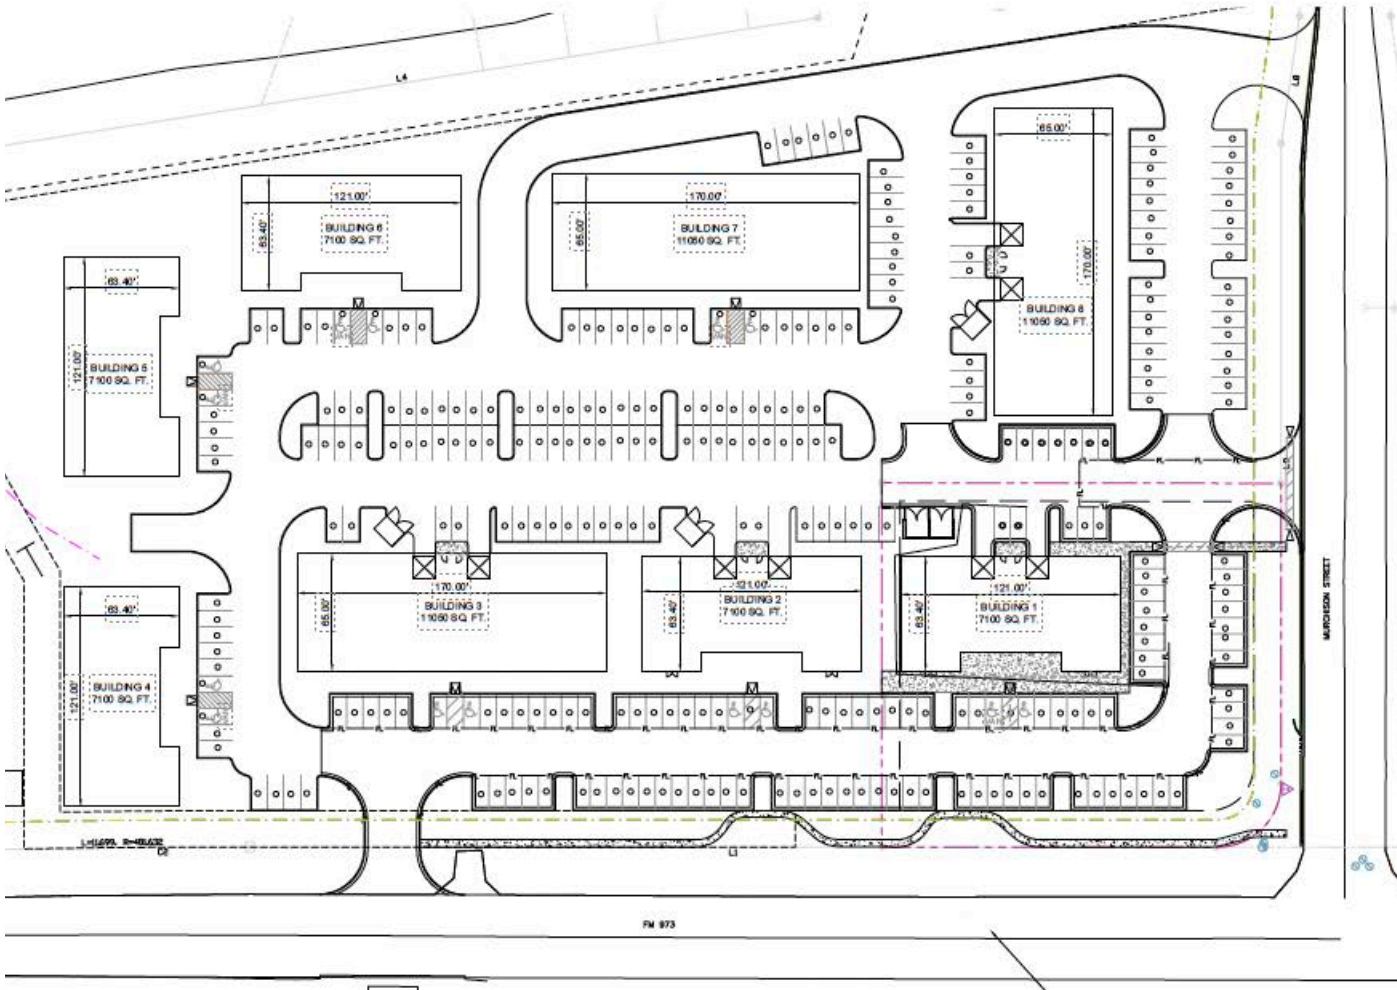 L4
L8
65.00'
121.00'
63.40'
BUILDING 6
7100 SQ. FT.
170.00'
65.00'
BUILDING 7
11050 SQ. FT.
170.00'
BUILDING 8
11050 SQ. FT.
63.40'
121.00'
BUILDING 5
7100 SQ. FT.
170.00'
65.00'
BUILDING 3
11050 SQ. FT.
121.00'
63.40'
BUILDING 2
7100 SQ. FT.
121.00'
63.40'
BUILDING 1
7100 SQ. FT.
63.40'
121.00'
BUILDING 4
7100 SQ. FT.
MURCHISON STREET
C2
L1
FM 973